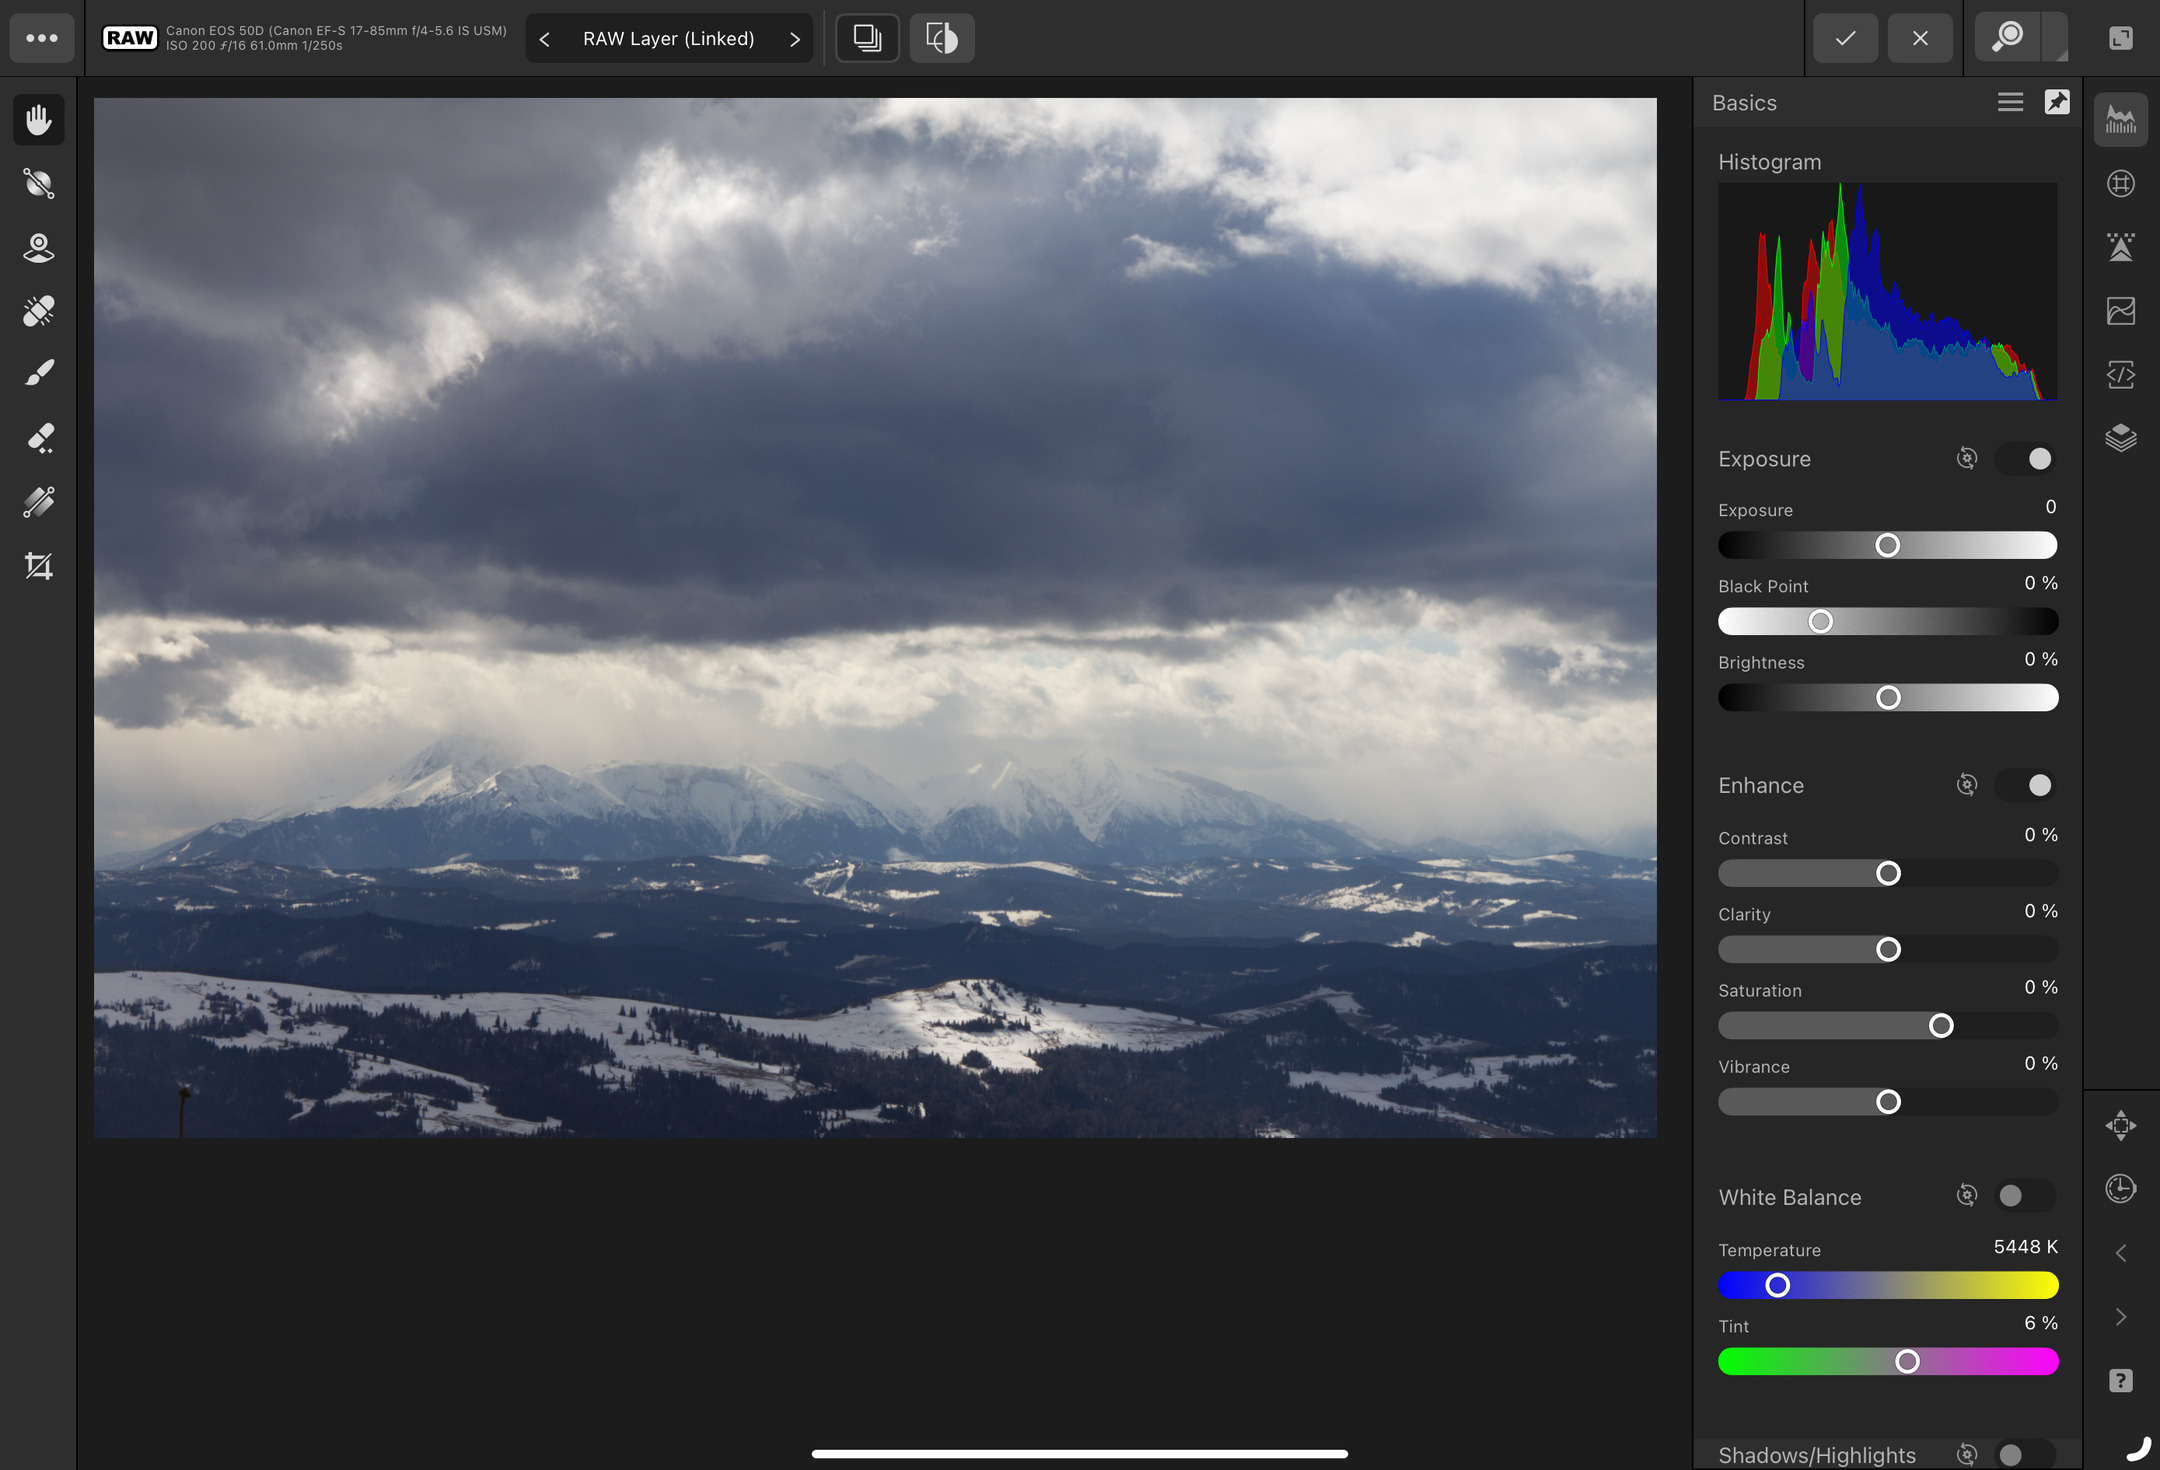 RAW
Canon EOS 50D (Canon EF-S 17-85mm f/4-5.6 IS USM)
ISO 200 ƒ/16 61.0mm 1/250s
RAW Layer (Linked)
Basics
Histogram
Exposure
Exposure 0
Black Point 0 %
Brightness 0 %
Enhance
Contrast 0 %
Clarity 0 %
Saturation 0 %
Vibrance 0 %
White Balance
Temperature 5448 K
Tint 6 %
?
Shadows/Highlights